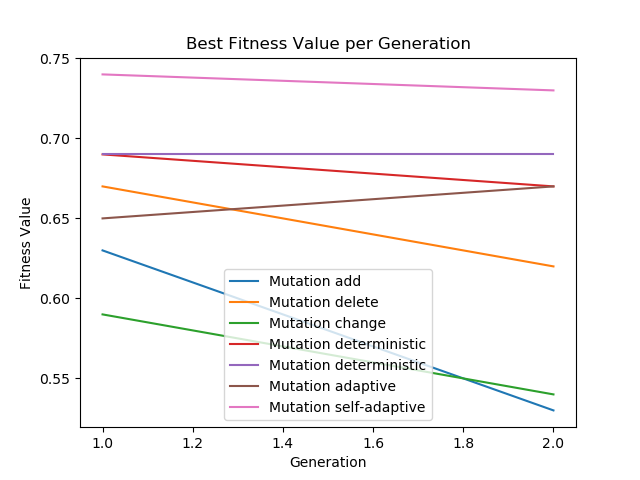 Best Fitness Value per Generation
0.75
0.70
0.65
0.60
0.55
Fitness Value
Mutation add
Mutation delete
Mutation change
Mutation deterministic
Mutation deterministic
Mutation adaptive
Mutation self-adaptive
1.0 1.2 1.4 1.6 1.8 2.0
Generation